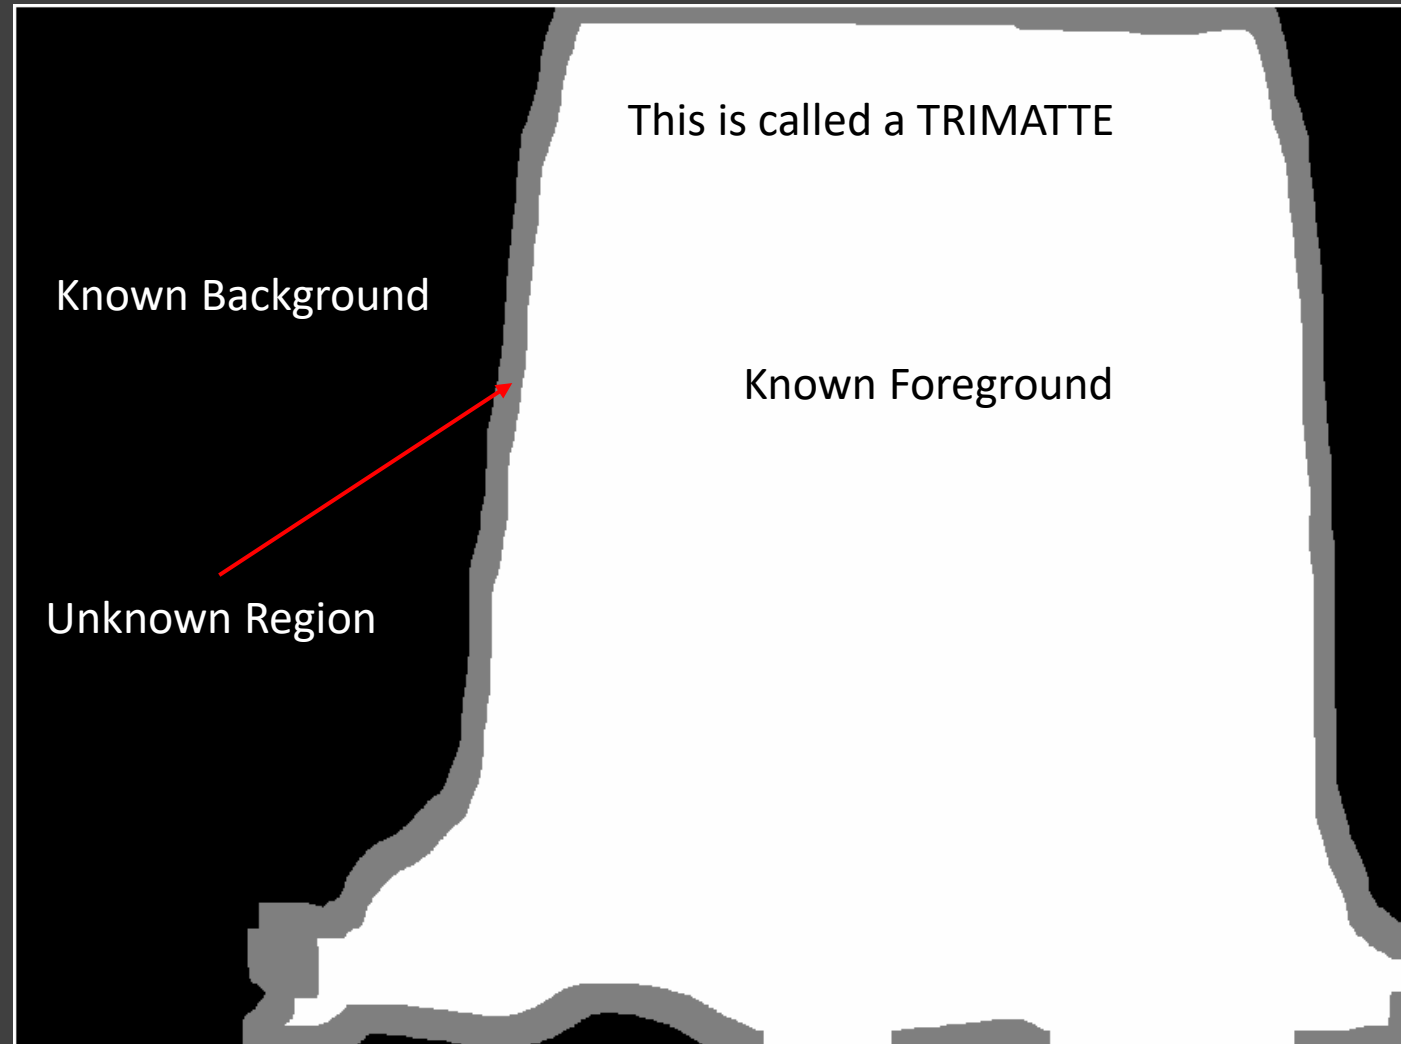 This is called a TRIMATTE
Known Background
Known Foreground
Unknown Region